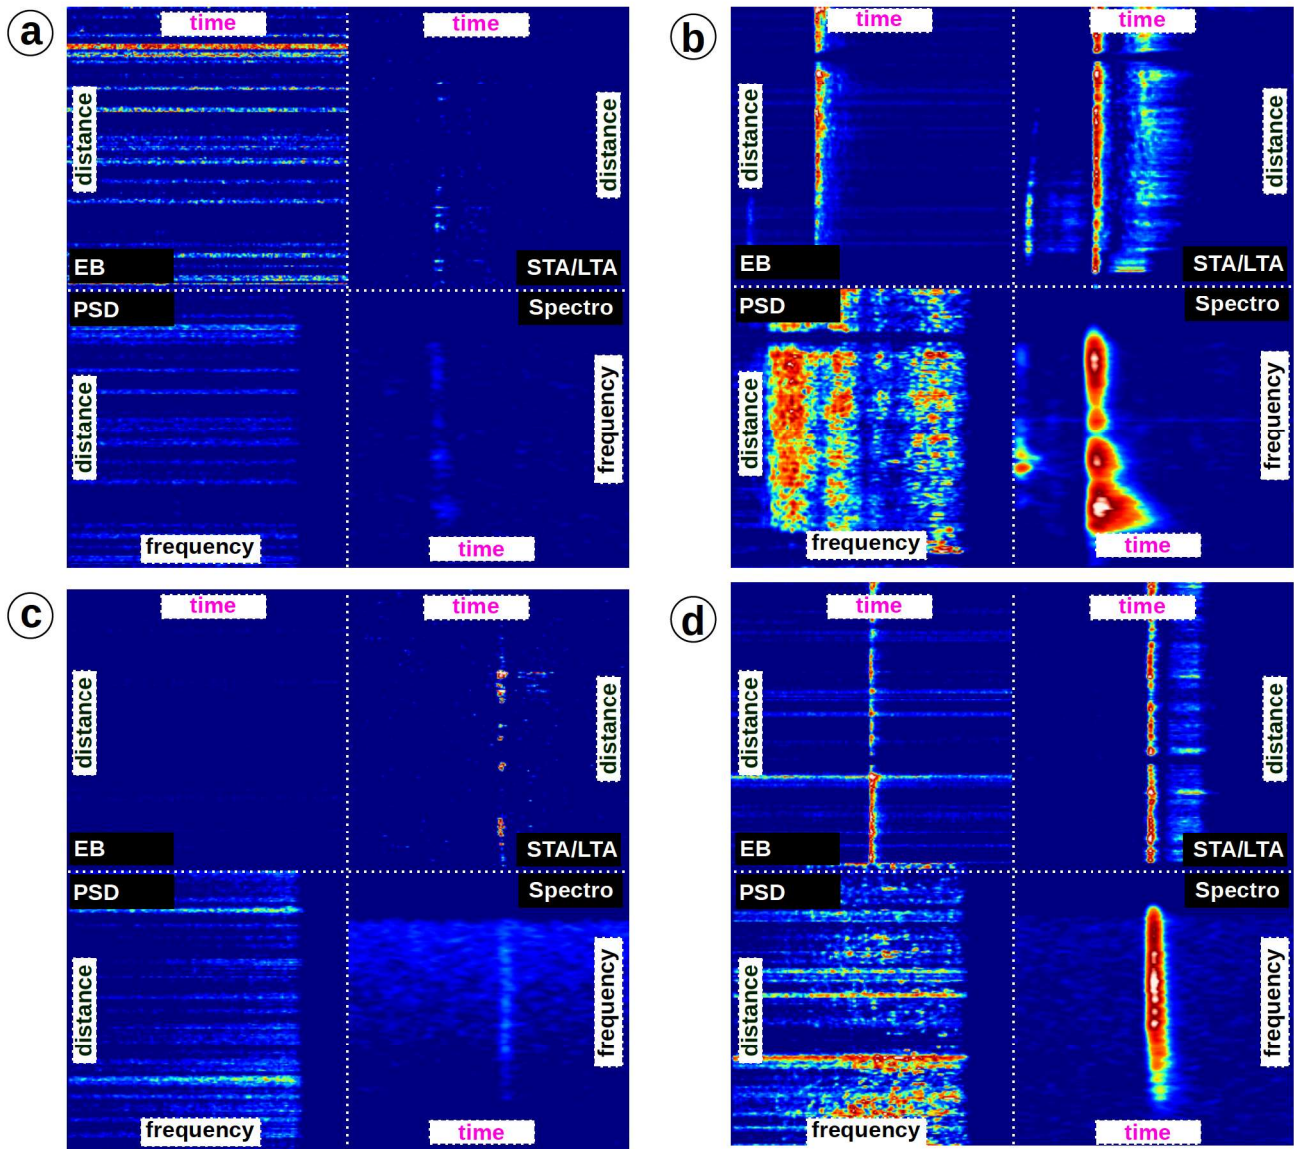 a
time
time
distance
distance
EB
STA/LTA
PSD
Spectro
distance
frequency
frequency
time
b
time
time
distance
distance
EB
STA/LTA
PSD
Spectro
distance
frequency
frequency
time
c
time
time
distance
distance
EB
STA/LTA
PSD
Spectro
distance
frequency
frequency
time
d
time
time
distance
distance
EB
STA/LTA
PSD
Spectro
distance
frequency
frequency
time